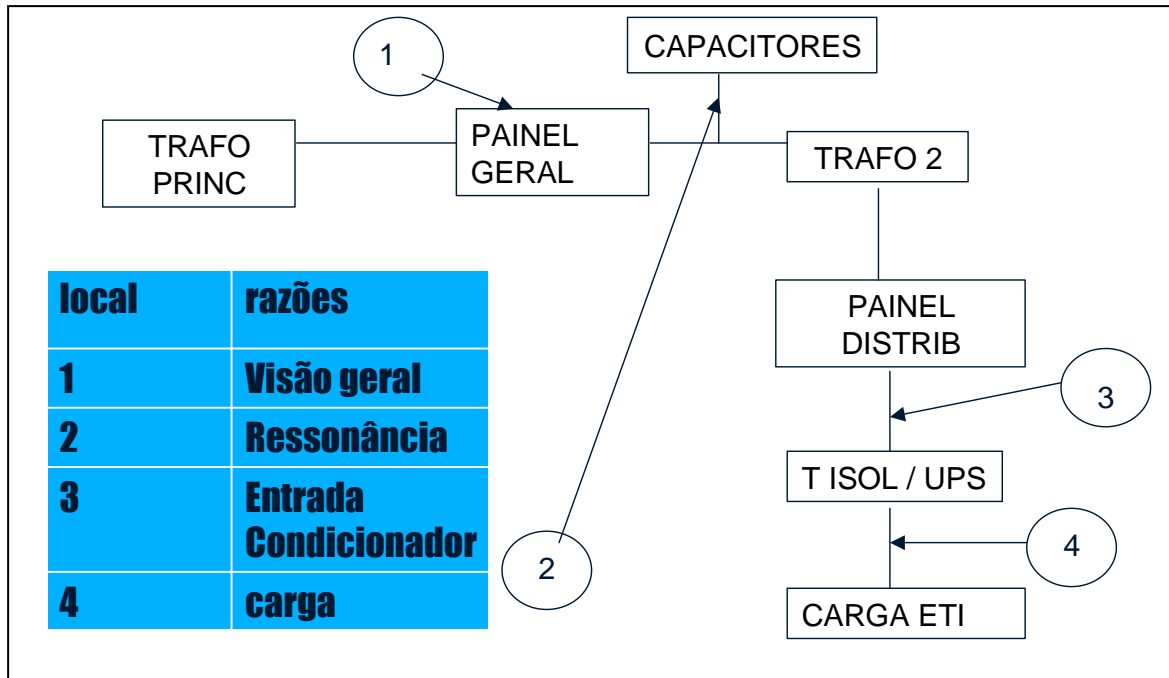 1
CAPACITORES
TRAFO
PRINC
PAINEL
GERAL
TRAFO 2
local razões
1 Visão geral
2 Ressonância
3 Entrada
Condicionador
4 carga
PAINEL
DISTRIB
3
T ISOL / UPS
2
4
CARGA ETI